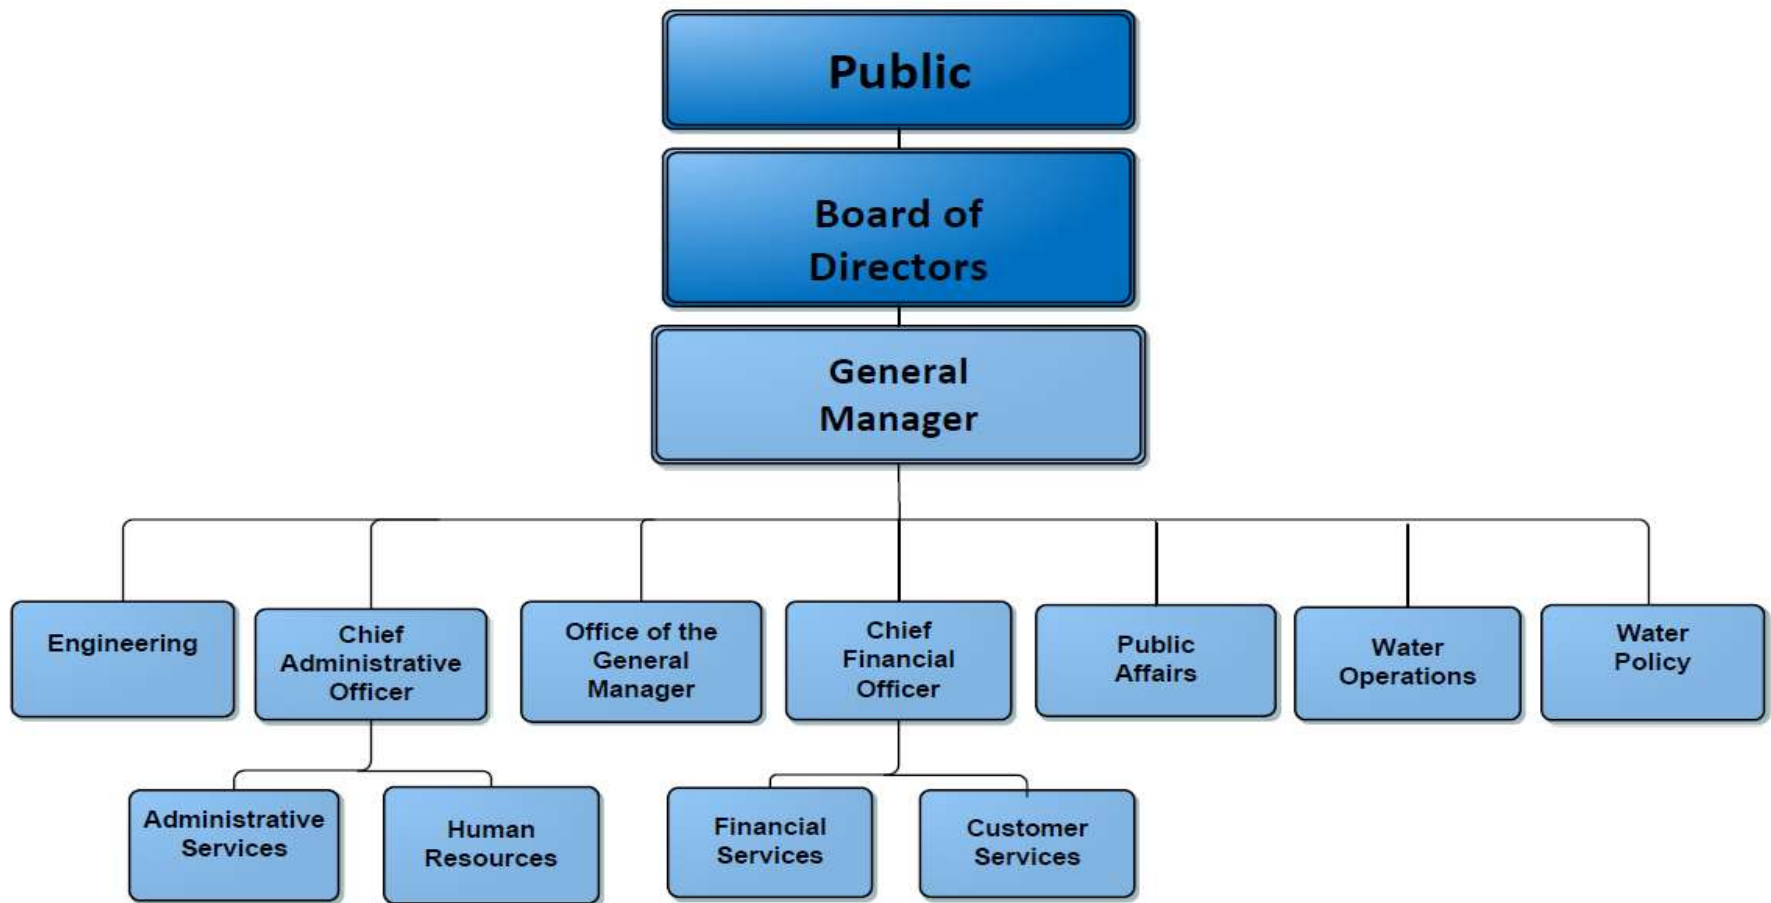 Public
Board of
Directors
General
Manager
Engineering
Chief
Administrative
Officer
Office of the
General
Manager
Chief
Financial
Officer
Public
Affairs
Water
Operations
Water
Policy
Administrative
Services
Human
Resources
Financial
Services
Customer
Services